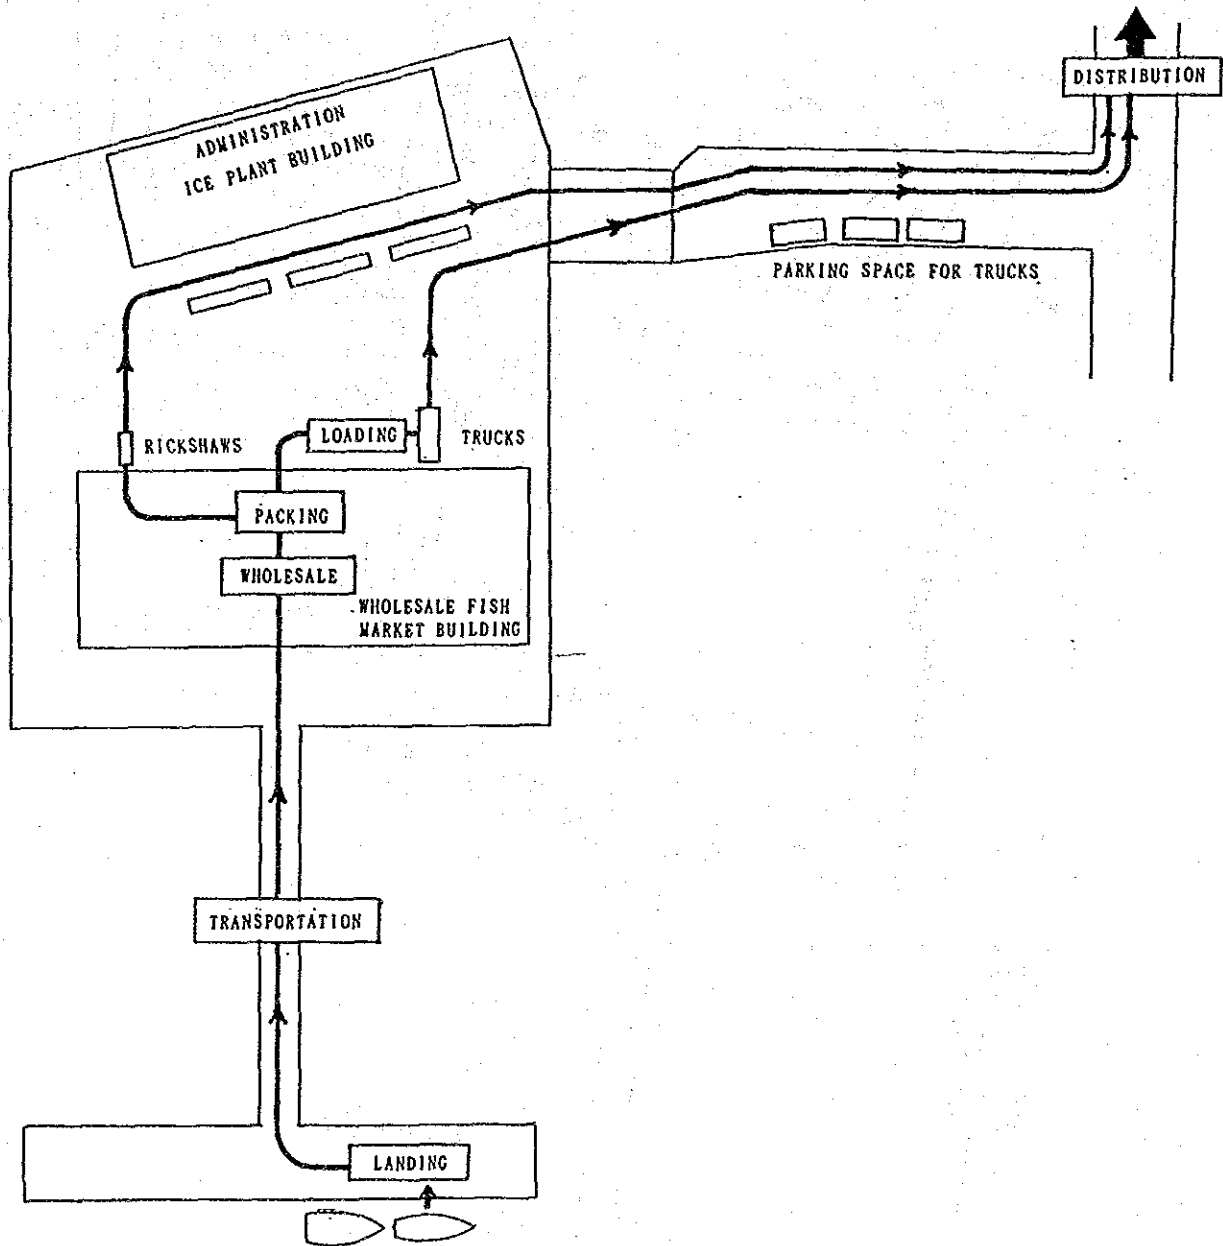 DISTRIBUTION
ADMINISTRATION
ICE PLANT BUILDING
PARKING SPACE FOR TRUCKS
RICKSHAWS
LOADING
TRUCKS
PACKING
WHOLESALE
WHOLESALE FISH
MARKET BUILDING
TRANSPORTATION
LANDING